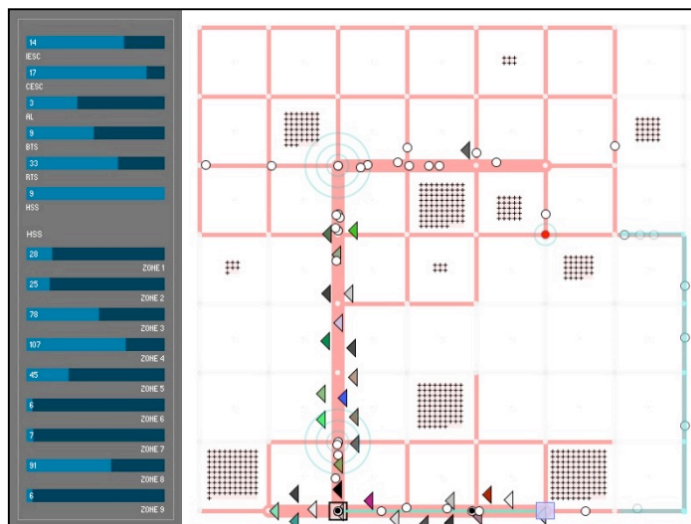 14
IESC
17
CESC
3
AL
9
BTS
33
RTS
9
HSS
HSS
28
ZONE 1
25
ZONE 2
78
ZONE 3
107
ZONE 4
45
ZONE 5
6
ZONE 6
7
ZONE 7
91
ZONE 8
6
ZONE 9